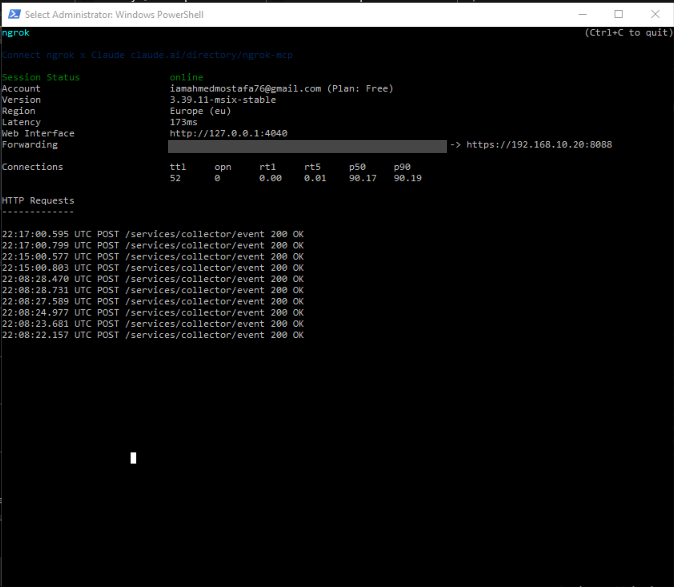 Select Administrator: Windows PowerShell
ngrok (Ctrl+C to quit)
Connect ngrok x Claude claude.ai/directory/ngrok-mcp
Session Status online
Account iamahmedmostafa76@gmail.com (Plan: Free)
Version 3.39.11-msix-stable
Region Europe (eu)
Latency 173ms
Web Interface http://127.0.0.1:4040
Forwarding -> https://192.168.10.20:8088
Connections ttl opn rt1 rt5 p50 p90
52 0 0.00 0.01 90.17 90.19
HTTP Requests
-------------
22:17:00.595 UTC POST /services/collector/event 200 OK
22:17:00.799 UTC POST /services/collector/event 200 OK
22:15:00.577 UTC POST /services/collector/event 200 OK
22:15:00.803 UTC POST /services/collector/event 200 OK
22:08:28.470 UTC POST /services/collector/event 200 OK
22:08:28.731 UTC POST /services/collector/event 200 OK
22:08:27.589 UTC POST /services/collector/event 200 OK
22:08:24.977 UTC POST /services/collector/event 200 OK
22:08:23.681 UTC POST /services/collector/event 200 OK
22:08:22.157 UTC POST /services/collector/event 200 OK